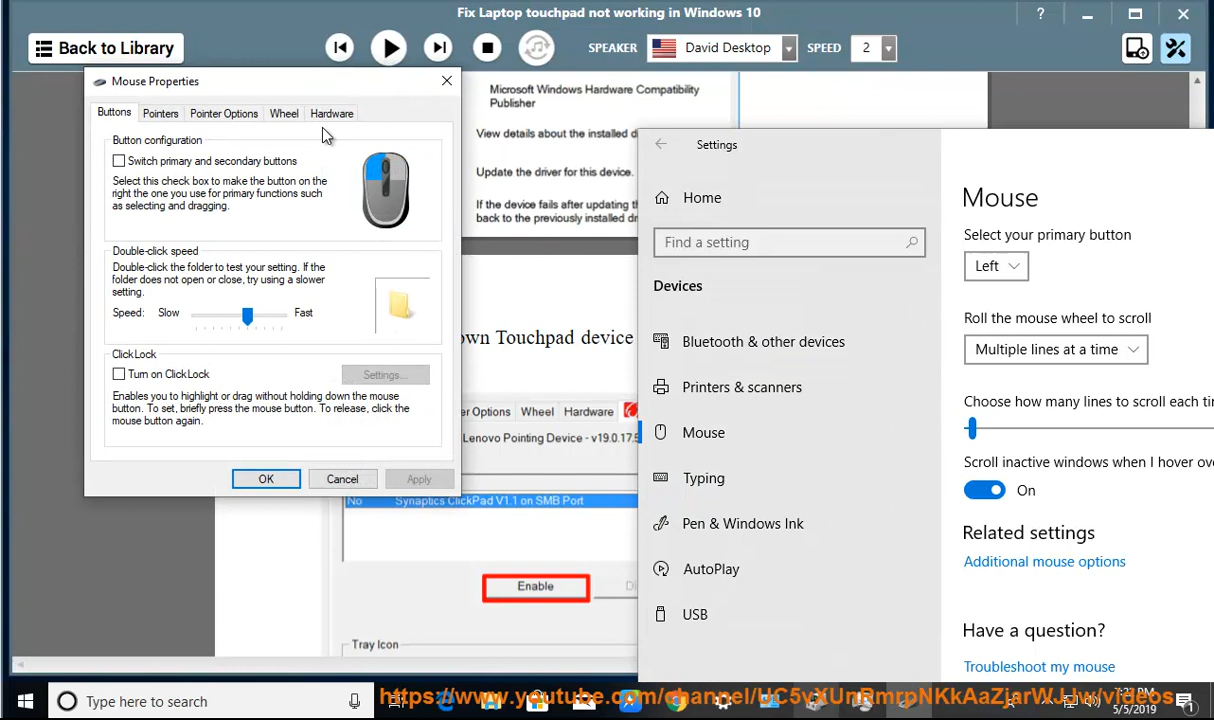 Fix Laptop touchpad not working in Windows 10
?
Back to Library
SPEAKER
David Desktop
SPEED
2
Mouse Properties
Buttons
Pointers
Pointer Options
Wheel
Hardware
Button configuration
Switch primary and secondary buttons
Select this check box to make the button on the
right the one you use for primary functions such
as selecting and dragging.
Double-click speed
Double-click the folder to test your setting. If the
folder does not open or close, try using a slower
setting.
Speed:
Slow
Fast
ClickLock
Turn on ClickLock
Settings...
Enables you to highlight or drag without holding down the mouse
button. To set, briefly press the mouse button. To release, click the
mouse button again.
OK
Cancel
Apply
Microsoft Windows Hardware Compatibility
Publisher
View details about the installed d
Update the driver for this device.
If the device fails after updating th
back to the previously installed dr
own Touchpad device
er Options
Wheel
Hardware
Lenovo Pointing Device - v19.0.17.5
No
Synaptics ClickPad V1.1 on SMB Port
Enable
Di
Tray Icon
Settings
Home
Find a setting
Devices
Bluetooth & other devices
Printers & scanners
Mouse
Typing
Pen & Windows Ink
AutoPlay
USB
Mouse
Select your primary button
Left
Roll the mouse wheel to scroll
Multiple lines at a time
Choose how many lines to scroll each ti
Scroll inactive windows when I hover ov
On
Related settings
Additional mouse options
Have a question?
Troubleshoot my mouse
Type here to search
5/5/2019
1